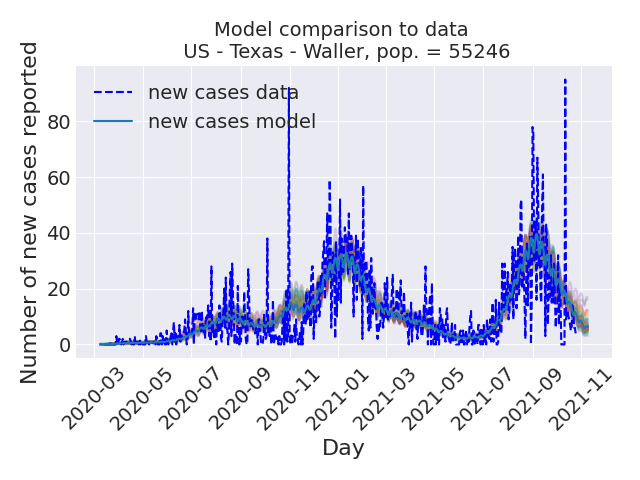 Model comparison to data
US - Texas - Waller, pop. = 55246
Number of new cases reported
new cases data
new cases model
80
60
40
20
0
2020-03
2020-05
2020-07
2020-09
2020-11
2021-01
2021-03
2021-05
2021-07
2021-09
2021-11
Day